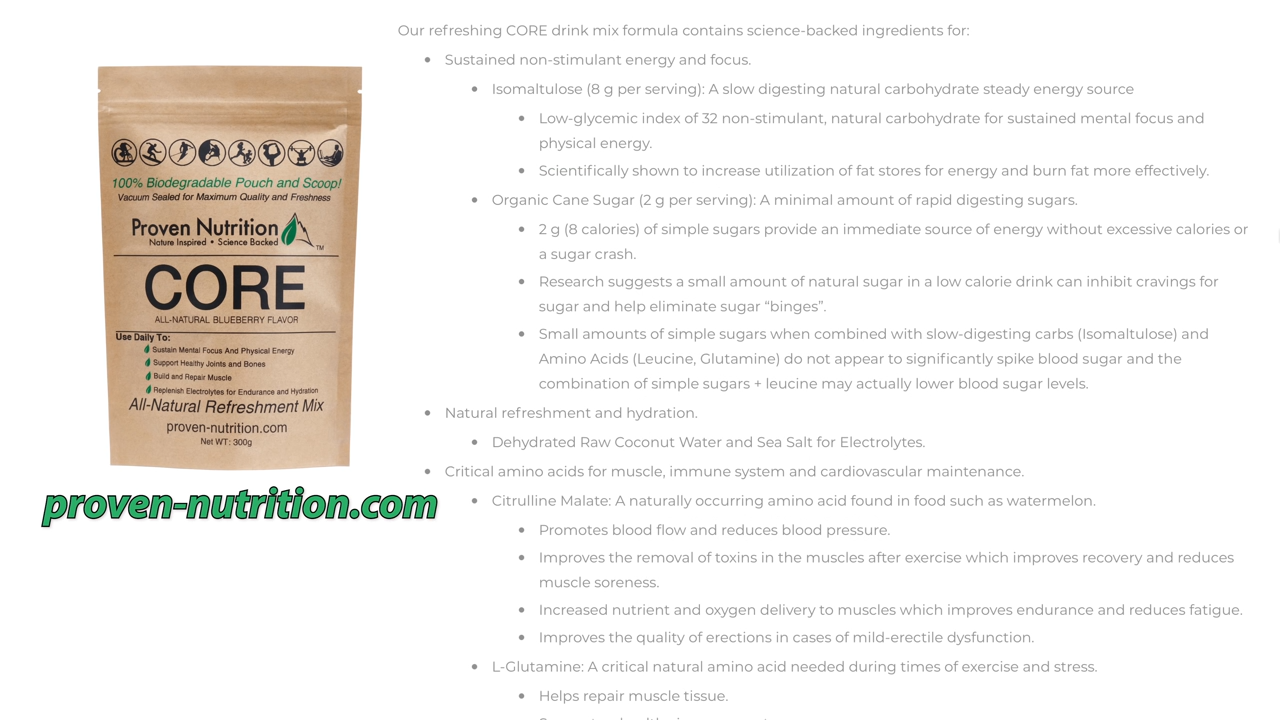 100% Biodegradable Pouch and Scoop!
Vacuum Sealed for Maximum Quality and Freshness
Proven Nutrition
Nature Inspired • Science Backed
TM
CORE
ALL-NATURAL BLUEBERRY FLAVOR
Use Daily To:
Sustain Mental Focus And Physical Energy
Support Healthy Joints and Bones
Build and Repair Muscle
Replenish Electrolytes for Endurance and Hydration
All-Natural Refreshment Mix
proven-nutrition.com
Net WT: 300g
proven-nutrition.com
Our refreshing CORE drink mix formula contains science-backed ingredients for:
• Sustained non-stimulant energy and focus.
• Isomaltulose (8 g per serving): A slow digesting natural carbohydrate steady energy source
• Low-glycemic index of 32 non-stimulant, natural carbohydrate for sustained mental focus and
physical energy.
• Scientifically shown to increase utilization of fat stores for energy and burn fat more effectively.
• Organic Cane Sugar (2 g per serving): A minimal amount of rapid digesting sugars.
• 2 g (8 calories) of simple sugars provide an immediate source of energy without excessive calories or
a sugar crash.
• Research suggests a small amount of natural sugar in a low calorie drink can inhibit cravings for
sugar and help eliminate sugar “binges”.
• Small amounts of simple sugars when combined with slow-digesting carbs (Isomaltulose) and
Amino Acids (Leucine, Glutamine) do not appear to significantly spike blood sugar and the
combination of simple sugars + leucine may actually lower blood sugar levels.
• Natural refreshment and hydration.
• Dehydrated Raw Coconut Water and Sea Salt for Electrolytes.
• Critical amino acids for muscle, immune system and cardiovascular maintenance.
• Citrulline Malate: A naturally occurring amino acid found in food such as watermelon.
• Promotes blood flow and reduces blood pressure.
• Improves the removal of toxins in the muscles after exercise which improves recovery and reduces
muscle soreness.
• Increased nutrient and oxygen delivery to muscles which improves endurance and reduces fatigue.
• Improves the quality of erections in cases of mild-erectile dysfunction.
• L-Glutamine: A critical natural amino acid needed during times of exercise and stress.
• Helps repair muscle tissue.